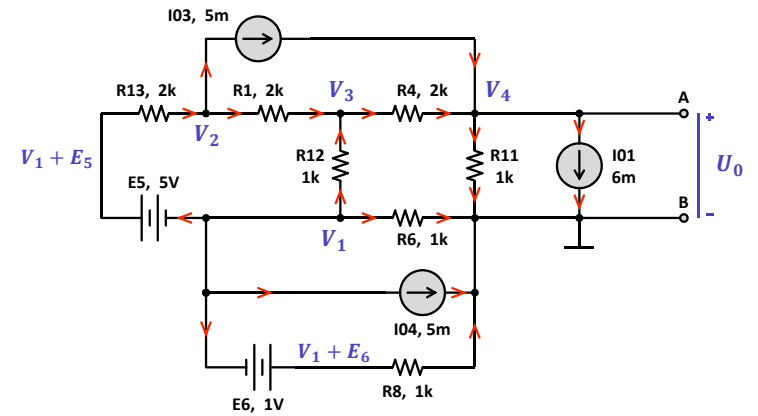 I03, 5m
R13, 2k
R1, 2k
V₃
R4, 2k
V₄
A
V₂
+
V₁ + E₅
R12
1k
R11
1k
I01
6m
U₀
E5, 5V
B
V₁
R6, 1k
-
I04, 5m
V₁ + E₆
R8, 1k
E6, 1V